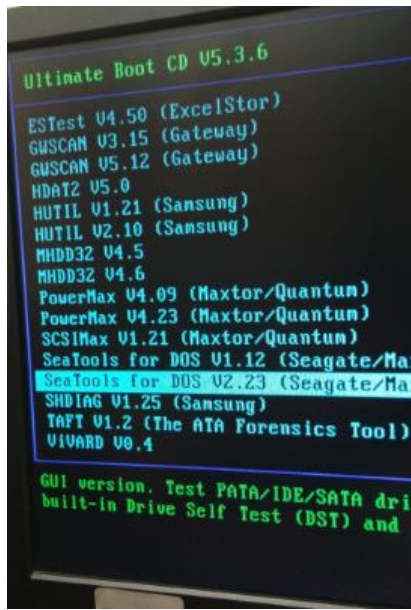 Ultimate Boot CD V5.3.6
ESTest V4.50 (ExcelStor)
GWSCAN V3.15 (Gateway)
GWSCAN V5.12 (Gateway)
HDAT2 V5.0
HUTIL V1.21 (Samsung)
HUTIL V2.10 (Samsung)
MHDD32 V4.5
MHDD32 V4.6
PowerMax V4.09 (Maxtor/Quantum)
PowerMax V4.23 (Maxtor/Quantum)
SCSIMax V1.21 (Maxtor/Quantum)
SeaTools for DOS V1.12 (Seagate/Ma
SeaTools for DOS V2.23 (Seagate/Ma
SHDIAG V1.25 (Samsung)
TAFT V1.2 (The ATA Forensics Tool)
ViVARD V0.4
GUI version. Test PATA/IDE/SATA dri
built-in Drive Self Test (DST) and